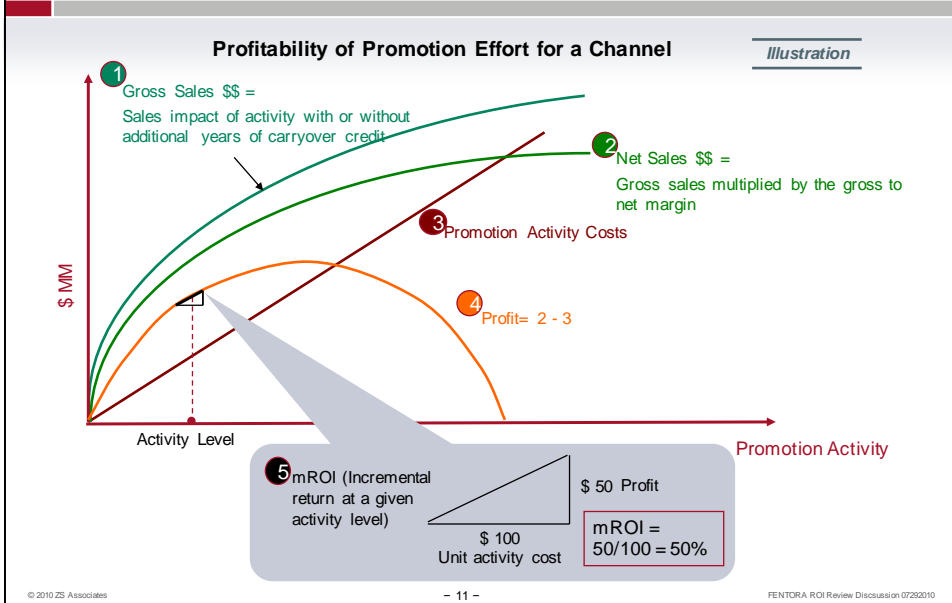 Profitability of Promotion Effort for a Channel
Illustration
1
Gross Sales $$ =
Sales impact of activity with or without
additional years of carryover credit
2
Net Sales $$ =
Gross sales multiplied by the gross to
net margin
3
Promotion Activity Costs
$ MM
4
Profit= 2 - 3
Activity Level
Promotion Activity
5
mROI (Incremental
return at a given
activity level)
$ 50 Profit
$ 100
Unit activity cost
mROI =
50/100 = 50%
© 2010 ZS Associates
– 11 –
FENTORA ROI Review Discsussion 07292010